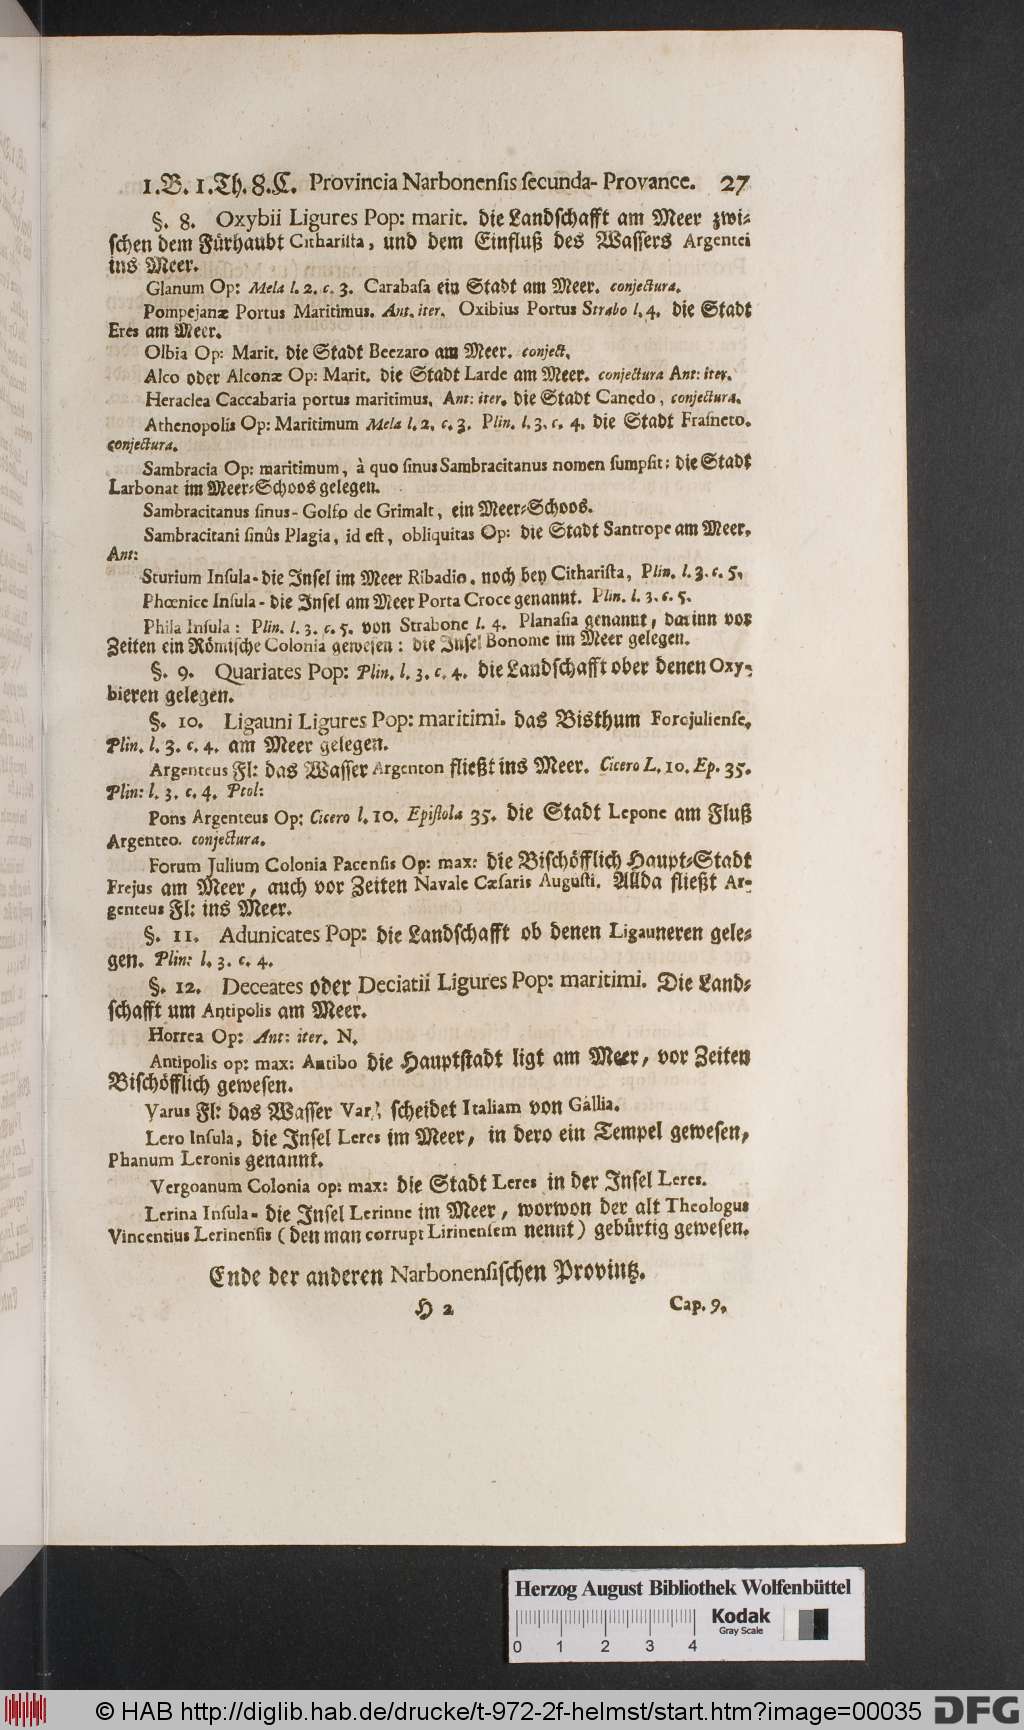 1.B. 1.Th. 8.C. Provincia Narbonensis secunda- Provance. 27
§. 8. Oxybii Ligures Pop: marit. die Landschafft am Meer zwi-
schen dem Fürhaubt Citharista, und dem Einfluß des Wassers Argentei
ins Meer.
Glanum Op: Mela l. 2. c. 3. Carabasa ein Stadt am Meer. conjectura.
Pompejanæ Portus Maritimus. Ant. iter. Oxibius Portus Strabo l. 4. die Stadt
Eres am Meer.
Olbia Op: Marit. die Stadt Beezaro am Meer. conject.
Alco oder Alconæ Op: Marit. die Stadt Larde am Meer. conjectura Ant: iter.
Heraclea Caccabaria portus maritimus. Ant: iter. die Stadt Canedo, conjectura.
Athenopolis Op: Maritimum Mela l. 2. c. 3. Plin. l. 3. c. 4. die Stadt Frasneto.
conjectura.
Sambracia Op: maritimum, à quo sinus Sambracitanus nomen sumpsit: die Stadt
Larbonat im Meer-Schoos gelegen.
Sambracitanus sinus - Golfo de Grimalt, ein Meer-Schoos.
Sambracitani sinûs Plagia, id est, obliquitas Op: die Stadt Santrope am Meer,
Ant:
Sturium Insula - die Insel im Meer Ribadio. noch bey Citharista, Plin. l. 3. c. 5.
Phœnice Insula - die Insel am Meer Porta Croce genannt. Plin. l. 3. c. 5.
Phila Insula: Plin. l. 3. c. 5. von Strabone l. 4. Planasia genannt, darinn vor
Zeiten ein Römische Colonia gewesen: die Insel Bonome im Meer gelegen.
§. 9. Quariates Pop: Plin. l. 3. c. 4. die Landschafft ober denen Oxy-
bieren gelegen.
§. 10. Ligauni Ligures Pop: maritimi. das Bisthum Forojuliense,
Plin. l. 3. c. 4. am Meer gelegen.
Argenteus Fl: das Wasser Argenton fließt ins Meer. Cicero L. 10. Ep. 35.
Plin: l. 3. c. 4. Ptol:
Pons Argenteus Op: Cicero l. 10. Epistola 35. die Stadt Lepone am Fluß
Argenteo. conjectura.
Forum Julium Colonia Pacensis Op: max: die Bischöfflich Haupt-Stadt
Frejus am Meer, auch vor Zeiten Navale Cæsaris Augusti. Allda fließt Ar-
genteus Fl: ins Meer.
§. 11. Adunicates Pop: die Landschafft ob denen Ligauneren gele-
gen. Plin: l. 3. c. 4.
§. 12. Deceates oder Deciatii Ligures Pop: maritimi. Die Land-
schafft um Antipolis am Meer.
Horrea Op: Ant: iter. N.
Antipolis op: max: Antibo die Hauptstadt ligt am Meer, vor Zeiten
Bischöfflich gewesen.
Varus Fl: das Wasser Var, scheidet Italiam von Gallia.
Lero Insula, die Insel Leres im Meer, in dero ein Tempel gewesen,
Phanum Leronis genannt.
Vergoanum Colonia op: max: die Stadt Leres in der Insel Leres.
Lerina Insula - die Insel Lerinne im Meer, worwon der alt Theologus
Vincentius Lerinensis (den man corrupt Lirinensem nennt) gebürtig gewesen.
Ende der anderen Narbonensischen Provintz.
H 2 Cap. 9.
Herzog August Bibliothek Wolfenbüttel
Kodak
Gray Scale
0 1 2 3 4
© HAB http://diglib.hab.de/drucke/t-972-2f-helmst/start.htm?image=00035 DFG